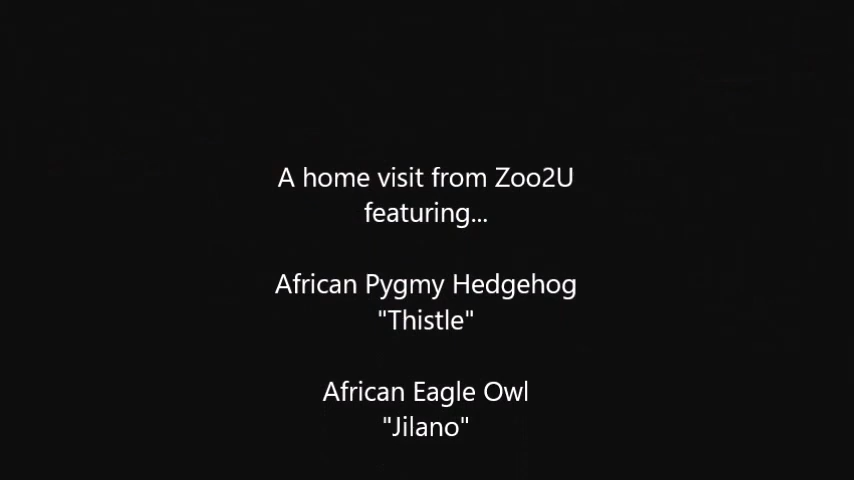 A home visit from Zoo2U
featuring...
African Pygmy Hedgehog
"Thistle"
African Eagle Owl
"Jilano"